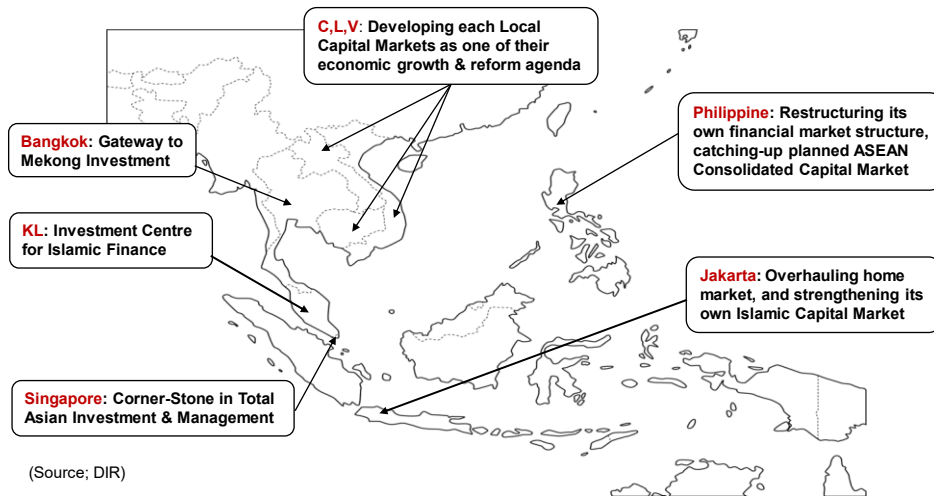 C,L,V: Developing each Local
Capital Markets as one of their
economic growth & reform agenda
Bangkok: Gateway to
Mekong Investment
Philippine: Restructuring its
own financial market structure,
catching-up planned ASEAN
Consolidated Capital Market
KL: Investment Centre
for Islamic Finance
Jakarta: Overhauling home
market, and strengthening its
own Islamic Capital Market
Singapore: Corner-Stone in Total
Asian Investment & Management
(Source; DIR)